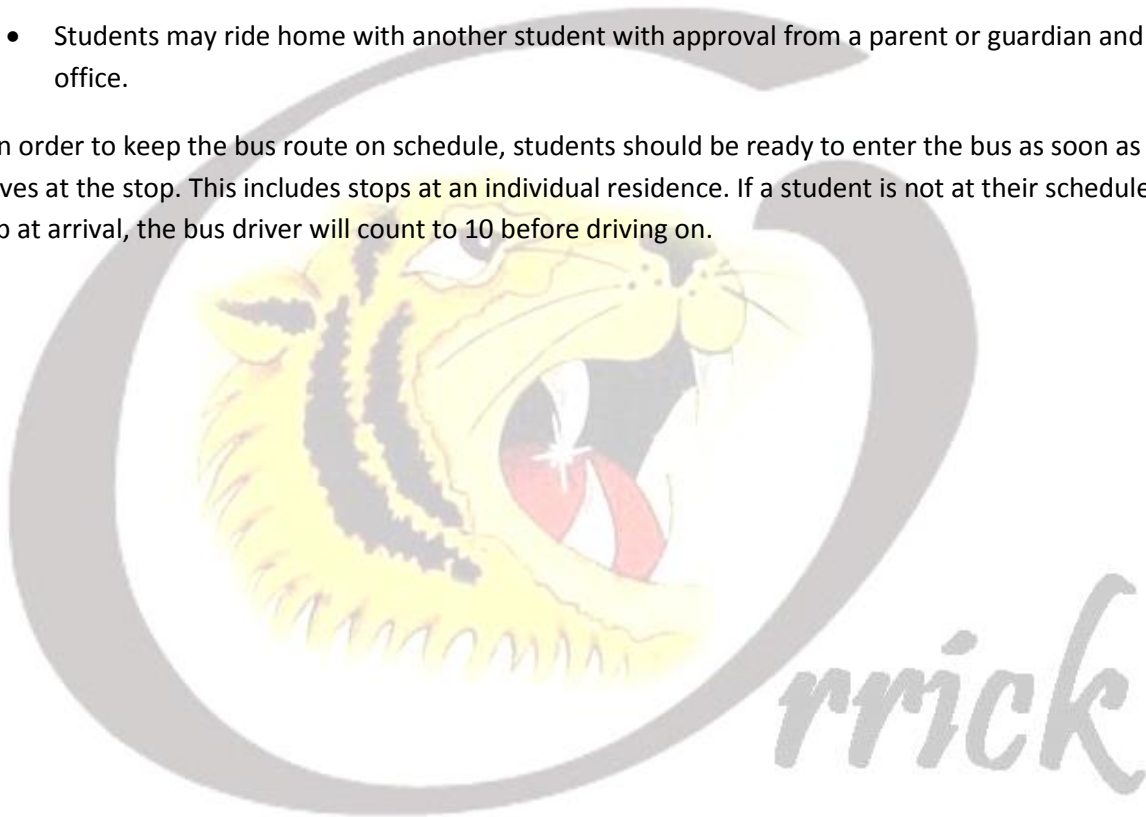 • Students may ride home with another student with approval from a parent or guardian and
office.
n order to keep the bus route on schedule, students should be ready to enter the bus as soon as
ves at the stop. This includes stops at an individual residence. If a student is not at their schedule
at arrival, the bus driver will count to 10 before driving on.
Orrick